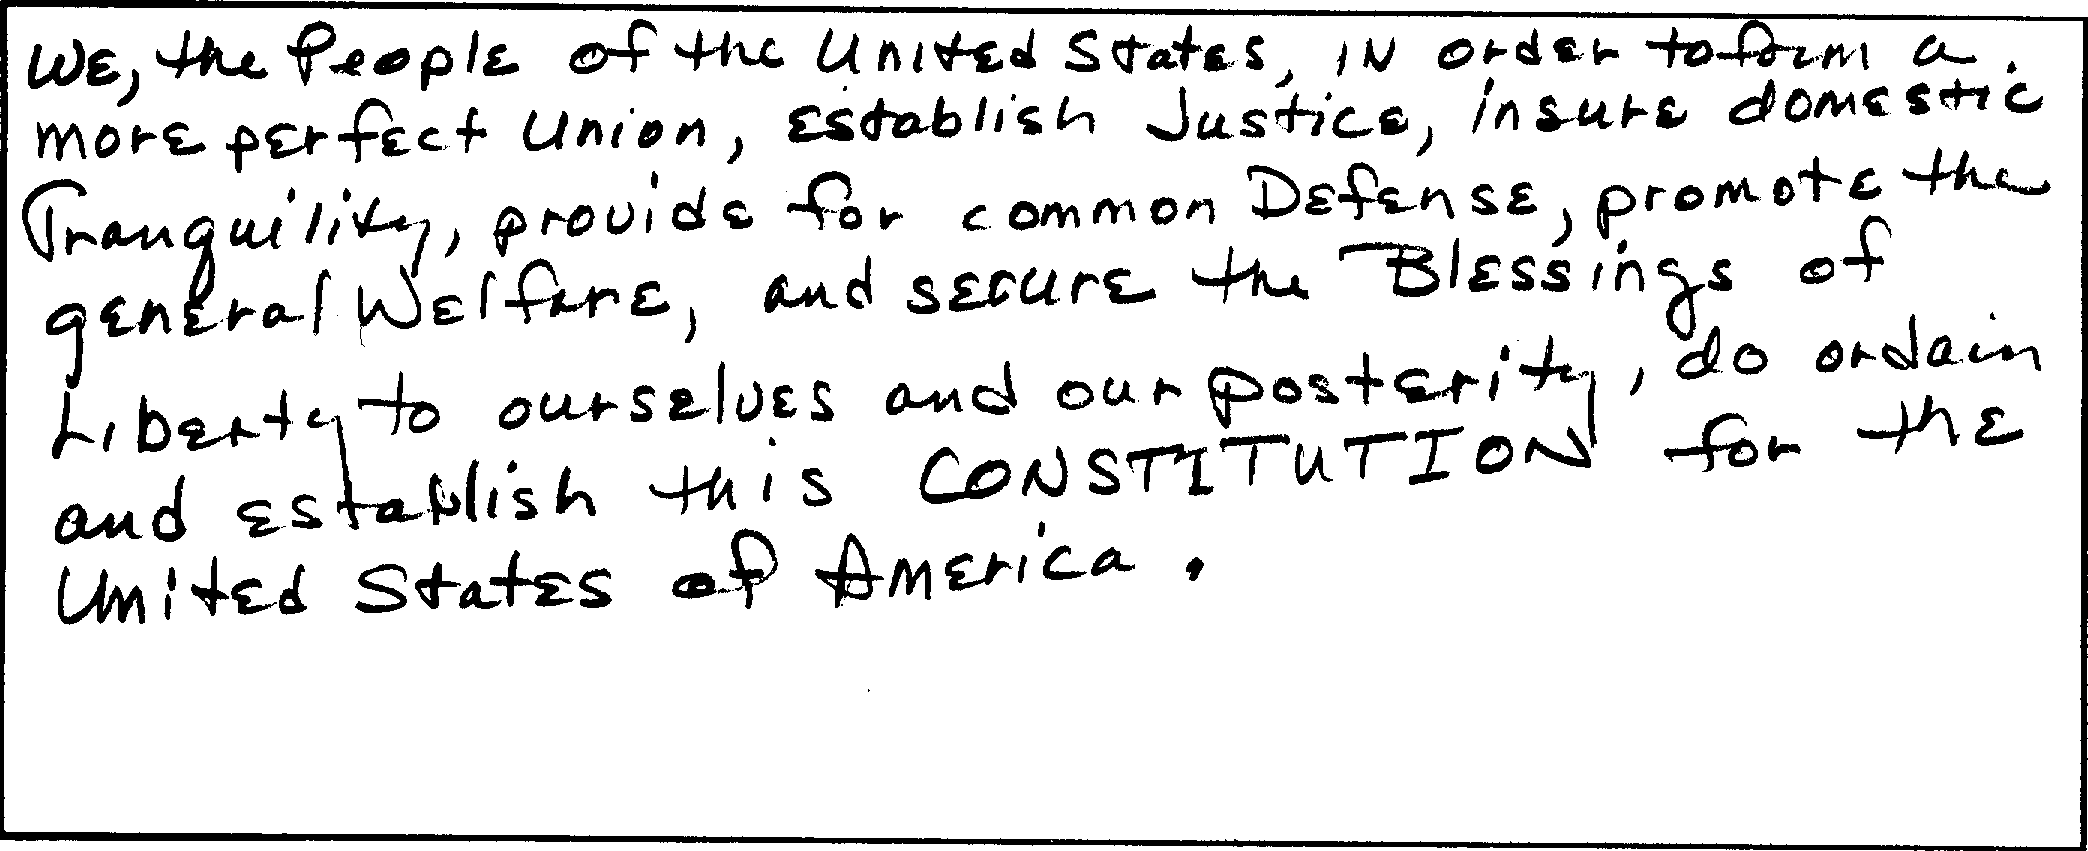 We, the People of the United States, in order to form a
more perfect Union, establish Justice, insure domestic
Tranquility, provide for common Defense, promote the
general Welfare, and secure the Blessings of
Liberty to ourselves and our posterity, do ordain
and establish this CONSTITUTION for the
United States of America.